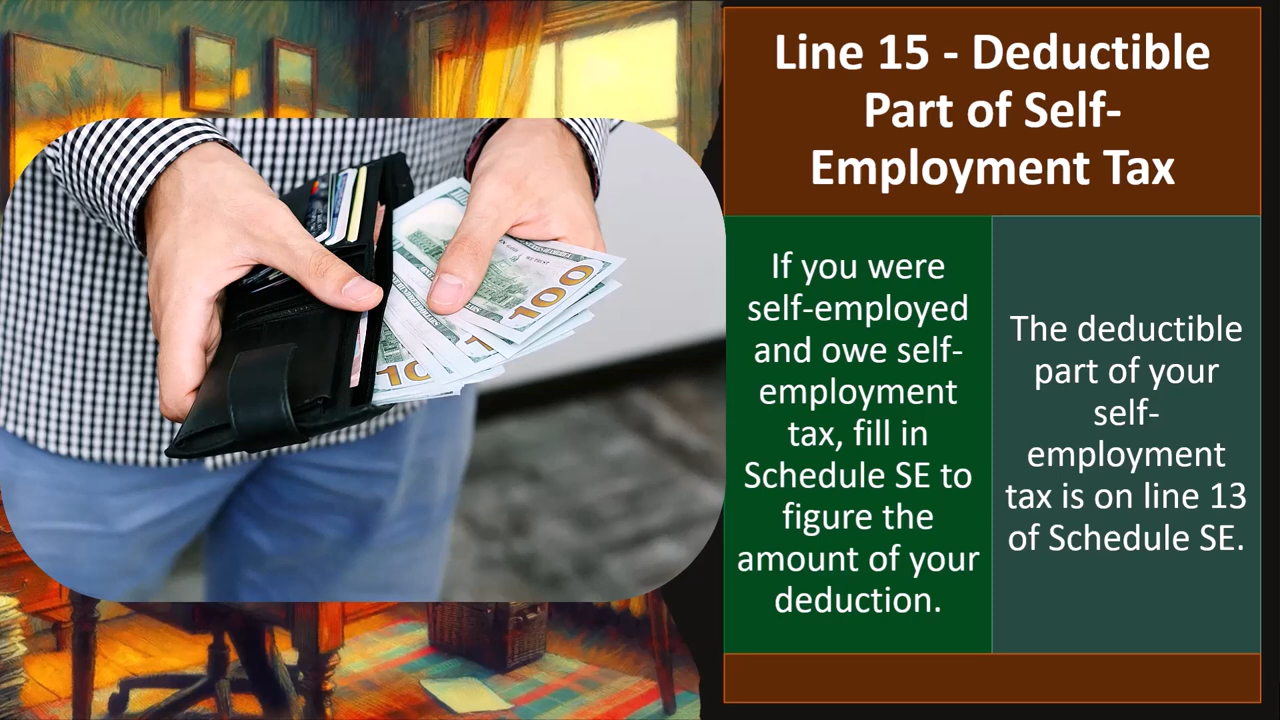 Line 15 - Deductible
Part of Self-
Employment Tax
If you were
self-employed
and owe self-
employment
tax, fill in
Schedule SE to
figure the
amount of your
deduction.
The deductible
part of your
self-
employment
tax is on line 13
of Schedule SE.
100
10